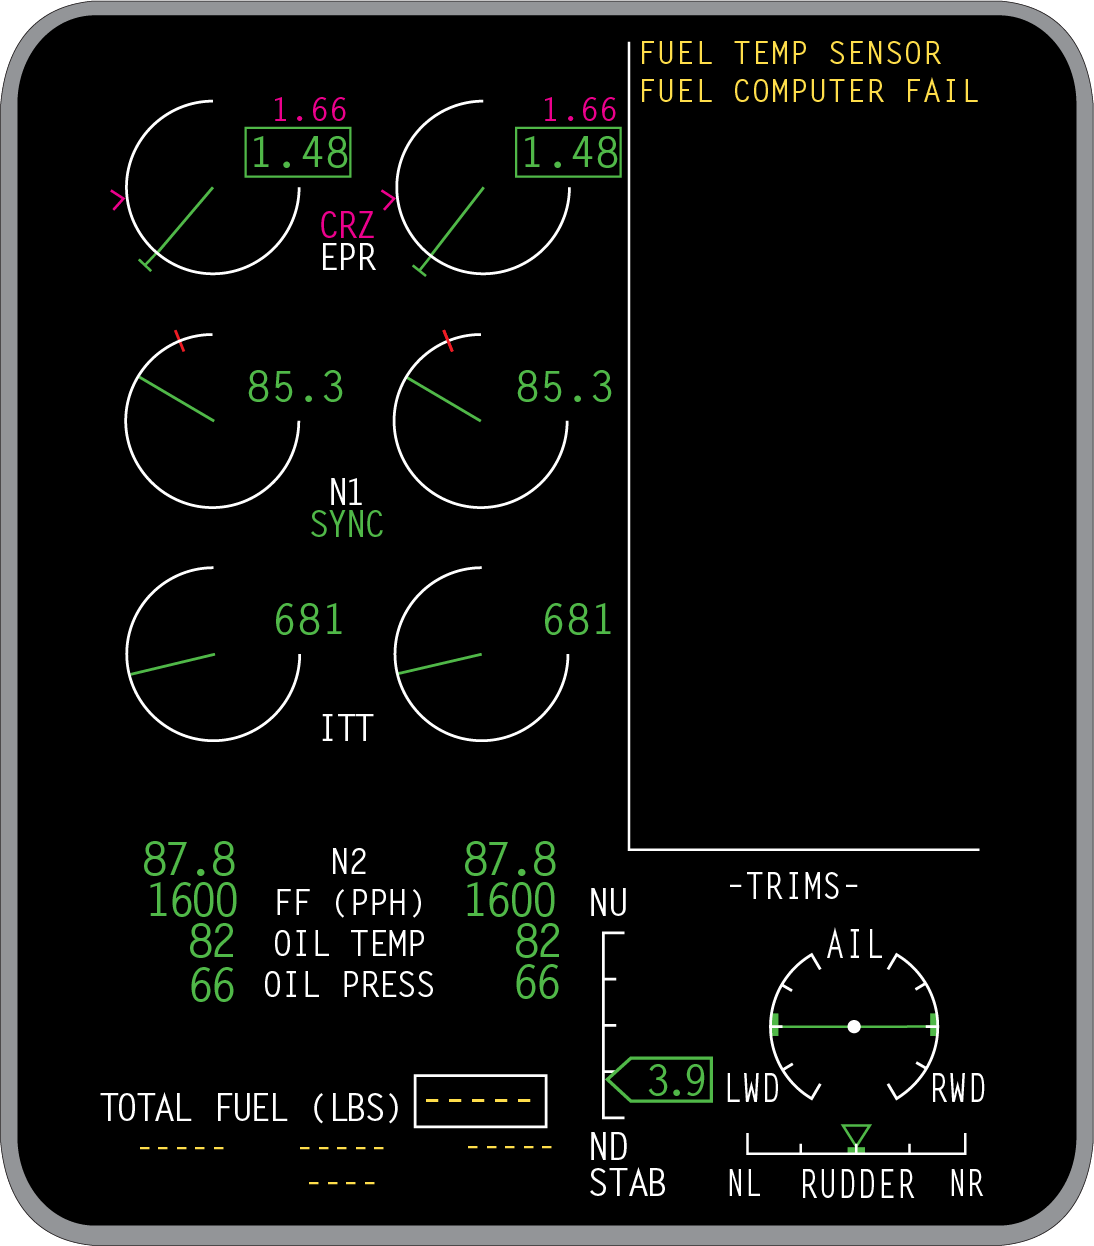 FUEL TEMP SENSOR
FUEL COMPUTER FAIL
1.66 1.66
1.48 1.48
CRZ
EPR
85.3 85.3
N1
SYNC
681 681
ITT
87.8 N2 87.8
1600 FF (PPH) 1600
82 OIL TEMP 82
66 OIL PRESS 66
TOTAL FUEL (LBS) -----
----- ----- -----
----
-TRIMS-
NU
AIL
3.9
LWD RWD
ND
STAB
NL RUDDER NR